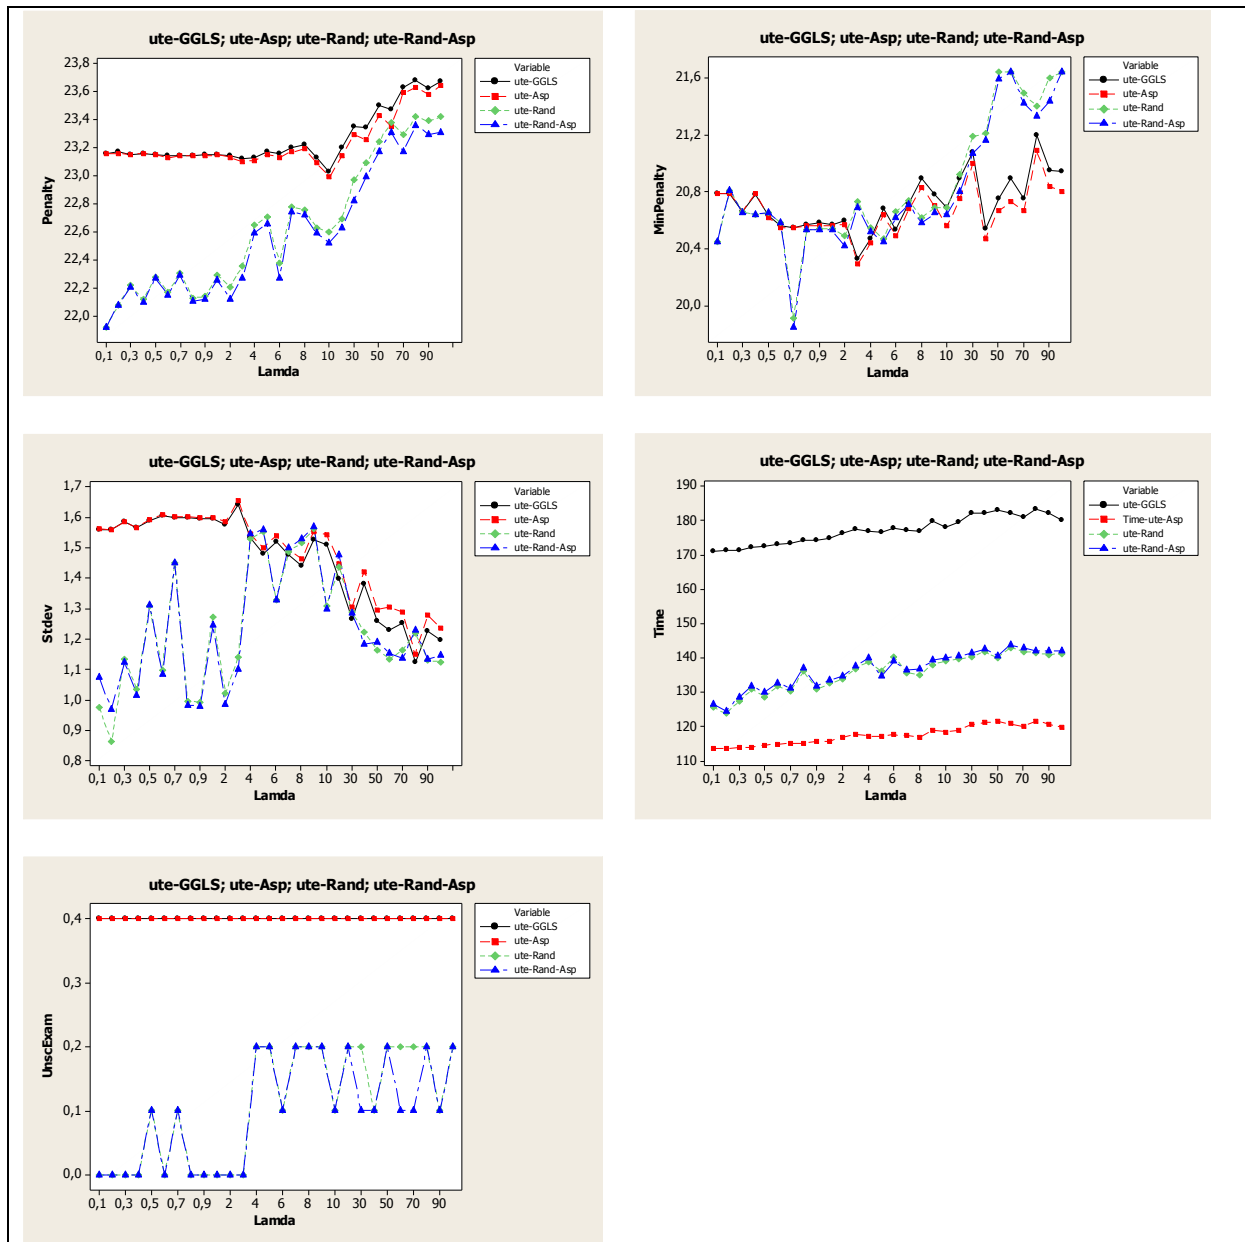 ute-GGLS; ute-Asp; ute-Rand; ute-Rand-Asp
23,8
23,6
23,4
23,2
23,0
22,8
22,6
22,4
22,2
22,0
Penalty
0,1 0,3 0,5 0,7 0,9 2 4 6 8 10 30 50 70 90
Lamda
Variable
ute-GGLS
ute-Asp
ute-Rand
ute-Rand-Asp
ute-GGLS; ute-Asp; ute-Rand; ute-Rand-Asp
21,6
21,2
20,8
20,4
20,0
MinPenalty
0,1 0,3 0,5 0,7 0,9 2 4 6 8 10 30 50 70 90
Lamda
Variable
ute-GGLS
ute-Asp
ute-Rand
ute-Rand-Asp
ute-GGLS; ute-Asp; ute-Rand; ute-Rand-Asp
1,7
1,6
1,5
1,4
1,3
1,2
1,1
1,0
0,9
0,8
Stdev
0,1 0,3 0,5 0,7 0,9 2 4 6 8 10 30 50 70 90
Lamda
Variable
ute-GGLS
ute-Asp
ute-Rand
ute-Rand-Asp
ute-GGLS; ute-Asp; ute-Rand; ute-Rand-Asp
190
180
170
160
150
140
130
120
110
Time
0,1 0,3 0,5 0,7 0,9 2 4 6 8 10 30 50 70 90
Lamda
Variable
ute-GGLS
Time-ute-Asp
ute-Rand
ute-Rand-Asp
ute-GGLS; ute-Asp; ute-Rand; ute-Rand-Asp
0,4
0,3
0,2
0,1
0,0
UnscExam
0,1 0,3 0,5 0,7 0,9 2 4 6 8 10 30 50 70 90
Lamda
Variable
ute-GGLS
ute-Asp
ute-Rand
ute-Rand-Asp